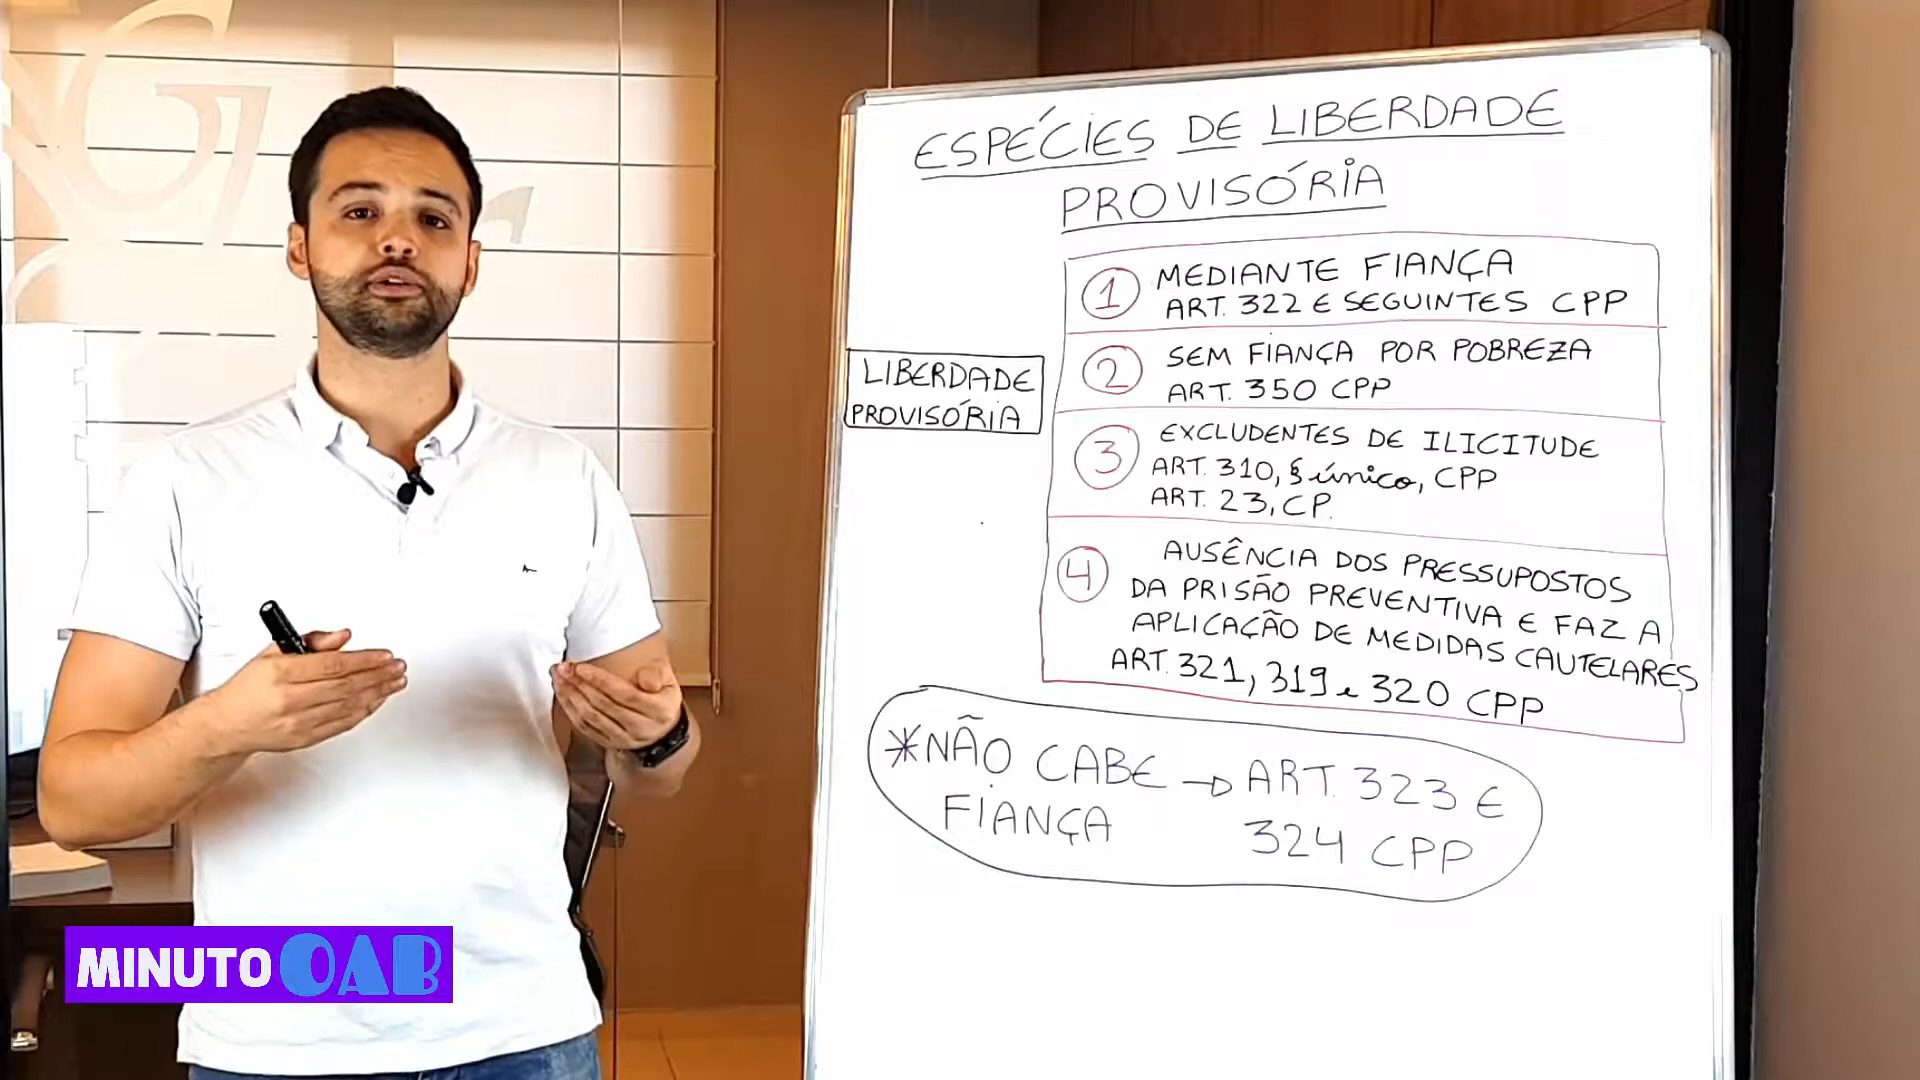 ESPÉCIES DE LIBERDADE
PROVISÓRIA
LIBERDADE
PROVISÓRIA
1 MEDIANTE FIANÇA
ART. 322 E SEGUINTES CPP
2 SEM FIANÇA POR POBREZA
ART. 350 CPP
3 EXCLUDENTES DE ILICITUDE
ART. 310, § único, CPP
ART. 23, CP.
4 AUSÊNCIA DOS PRESSUPOSTOS
DA PRISÃO PREVENTIVA E FAZ A
APLICAÇÃO DE MEDIDAS CAUTELARES
ART. 321, 319 e 320 CPP
*NÃO CABE → ART. 323 E
FIANÇA 324 CPP
MINUTO OAB